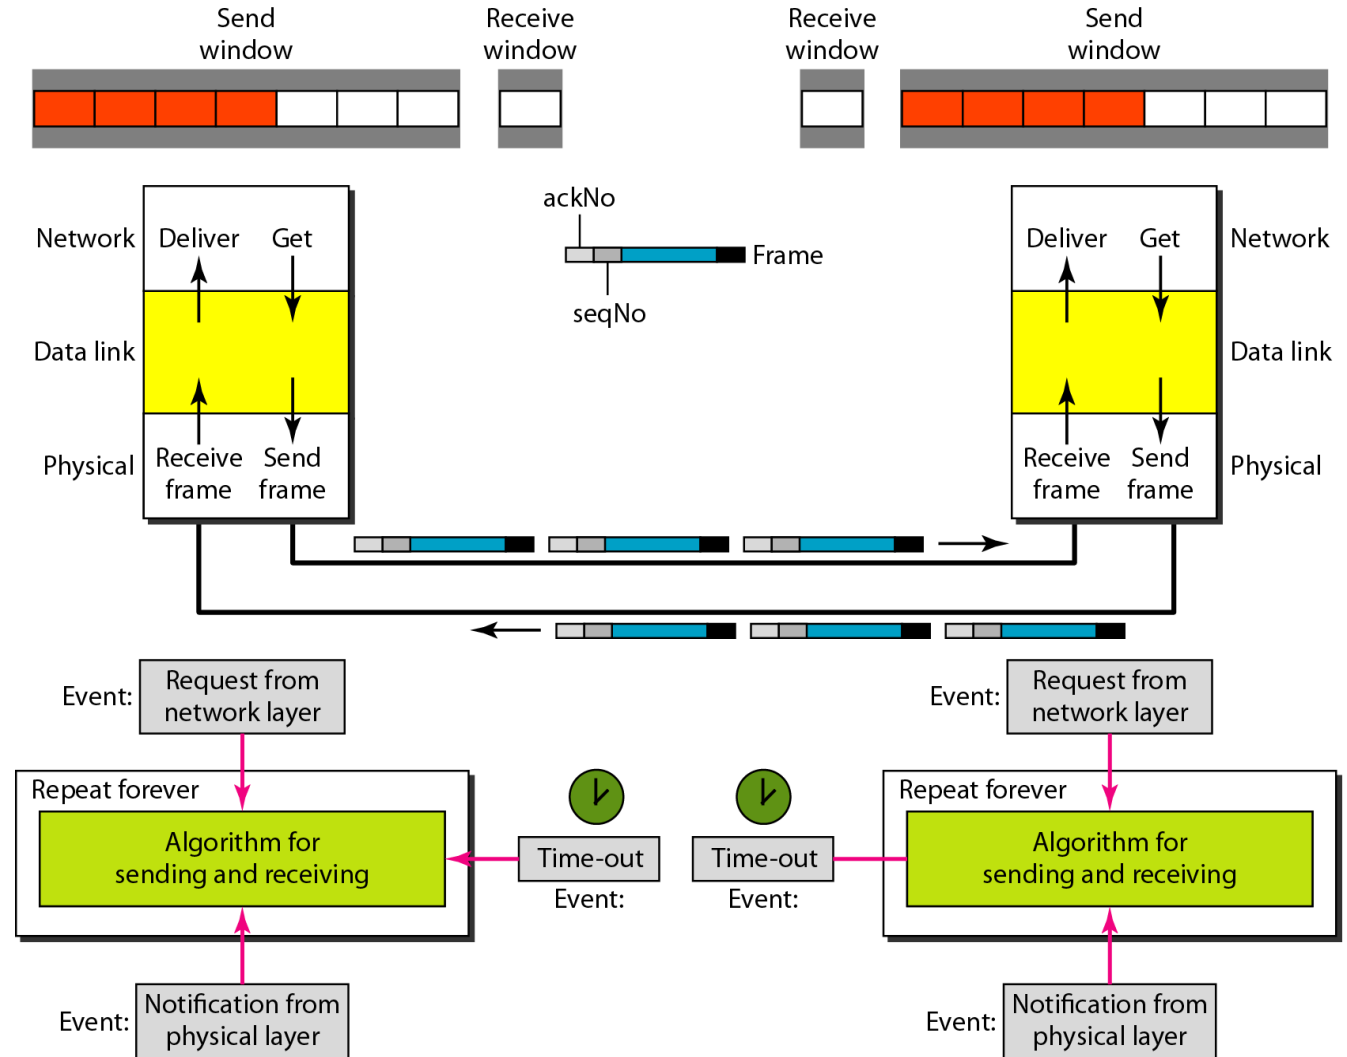 Send
window
Receive
window
Receive
window
Send
window
ackNo
Frame
seqNo
Network
Deliver
Get
Data link
Physical
Receive
frame
Send
frame
Deliver
Get
Network
Data link
Receive
frame
Send
frame
Physical
Event:
Request from
network layer
Event:
Request from
network layer
Repeat forever
Algorithm for
sending and receiving
Time-out
Event:
Time-out
Event:
Repeat forever
Algorithm for
sending and receiving
Event:
Notification from
physical layer
Event:
Notification from
physical layer